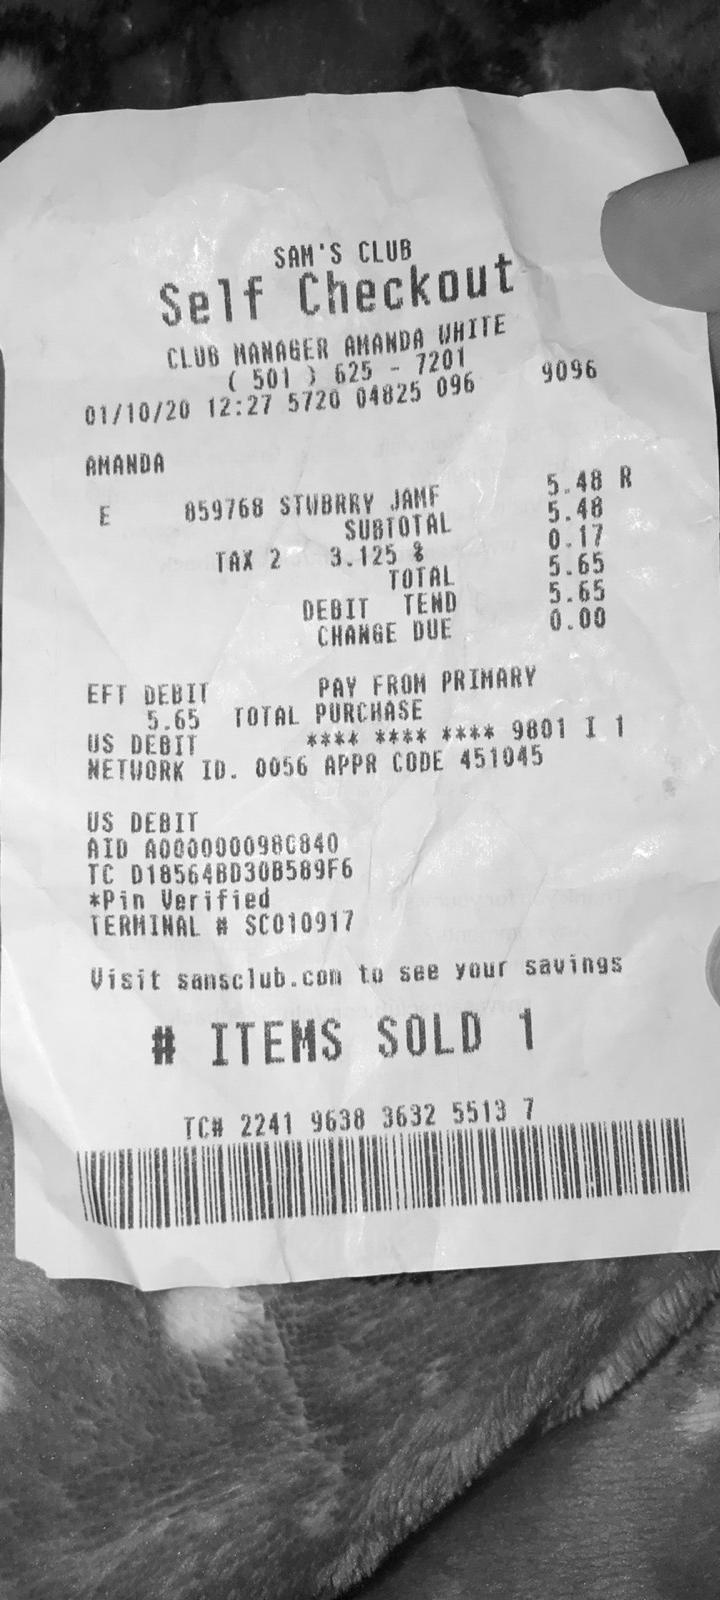 SAM'S CLUB
Self Checkout
CLUB MANAGER AMANDA WHITE
( 501 ) 625 - 7201
01/10/20 12:27 5720 04825 096 9096
AMANDA
E 859768 STWBRRY JAMF 5.48 R
SUBTOTAL 5.48
TAX 2 3.125 % 0.17
TOTAL 5.65
DEBIT TEND 5.65
CHANGE DUE 0.00
EFT DEBIT PAY FROM PRIMARY
5.65 TOTAL PURCHASE
US DEBIT **** **** **** 9801 I 1
NETWORK ID. 0056 APPR CODE 451045
US DEBIT
AID A0000000980840
TC D18564BD30B589F6
*Pin Verified
TERMINAL # SC010917
Visit samsclub.com to see your savings
# ITEMS SOLD 1
TC# 2241 9638 3632 5513 7